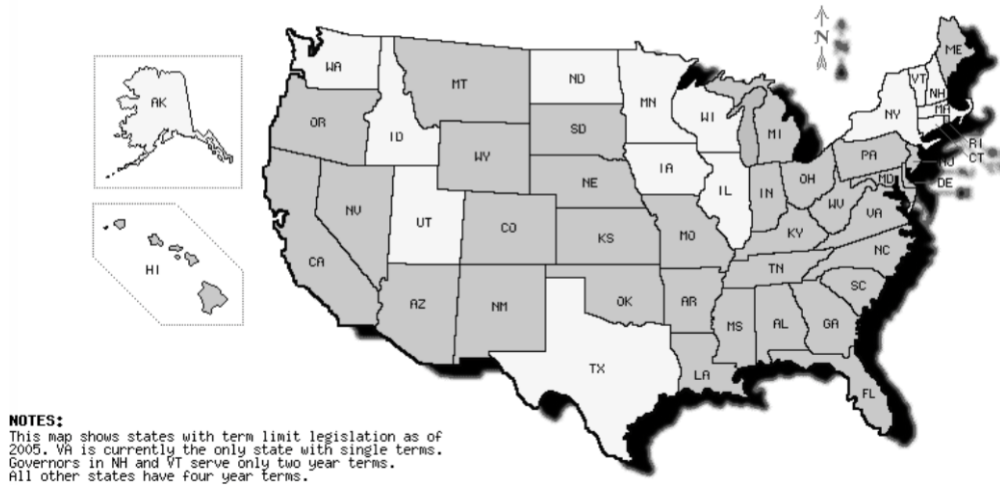 N
WA
MT
ND
MN
ME
VT
NH
AK
OR
ID
SD
WI
MI
NY
MA
RI
CT
WY
IA
PA
NJ
NE
IL
IN
OH
MD
DE
NV
UT
WV
VA
CO
KS
MO
KY
HI
CA
NC
TN
AZ
NM
OK
AR
SC
MS
AL
GA
TX
LA
FL
NOTES:
This map shows states with term limit legislation as of
2005. VA is currently the only state with single terms.
Governors in NH and VT serve only two year terms.
All other states have four year terms.